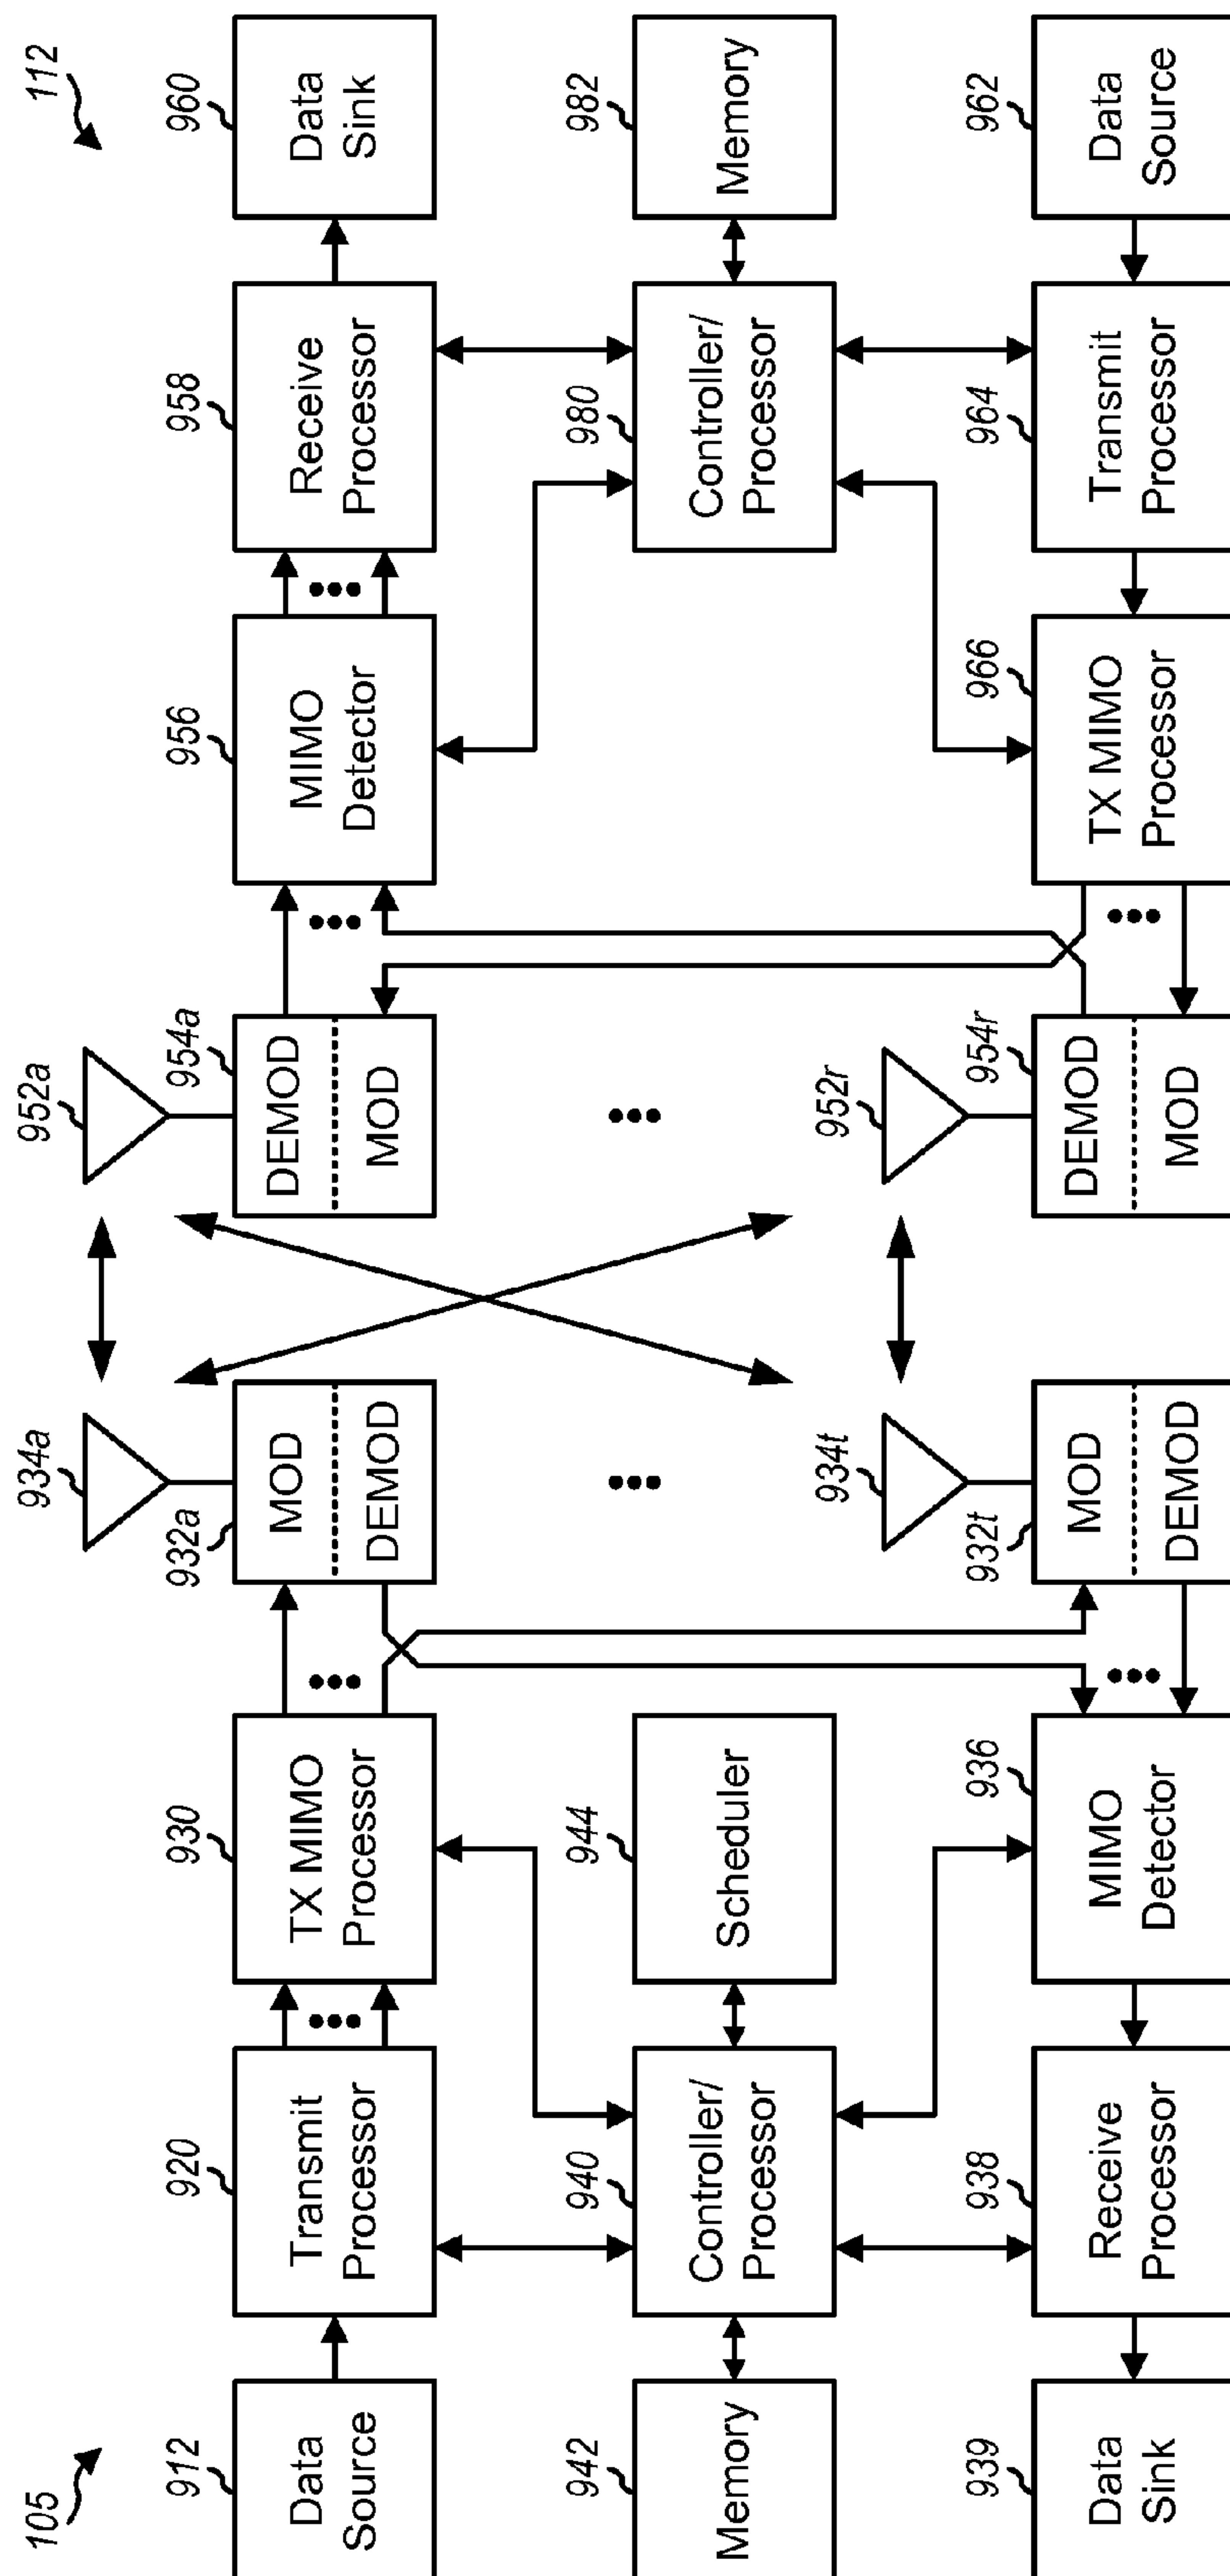 105
112
912
Data
Source
920
Transmit
Processor
930
TX MIMO
Processor
932a
MOD
DEMOD
934a
952a
954a
DEMOD
MOD
956
MIMO
Detector
958
Receive
Processor
960
Data
Sink
942
Memory
940
Controller/
Processor
944
Scheduler
980
Controller/
Processor
982
Memory
939
Data
Sink
938
Receive
Processor
936
MIMO
Detector
932t
MOD
DEMOD
934t
952r
954r
DEMOD
MOD
966
TX MIMO
Processor
964
Transmit
Processor
962
Data
Source